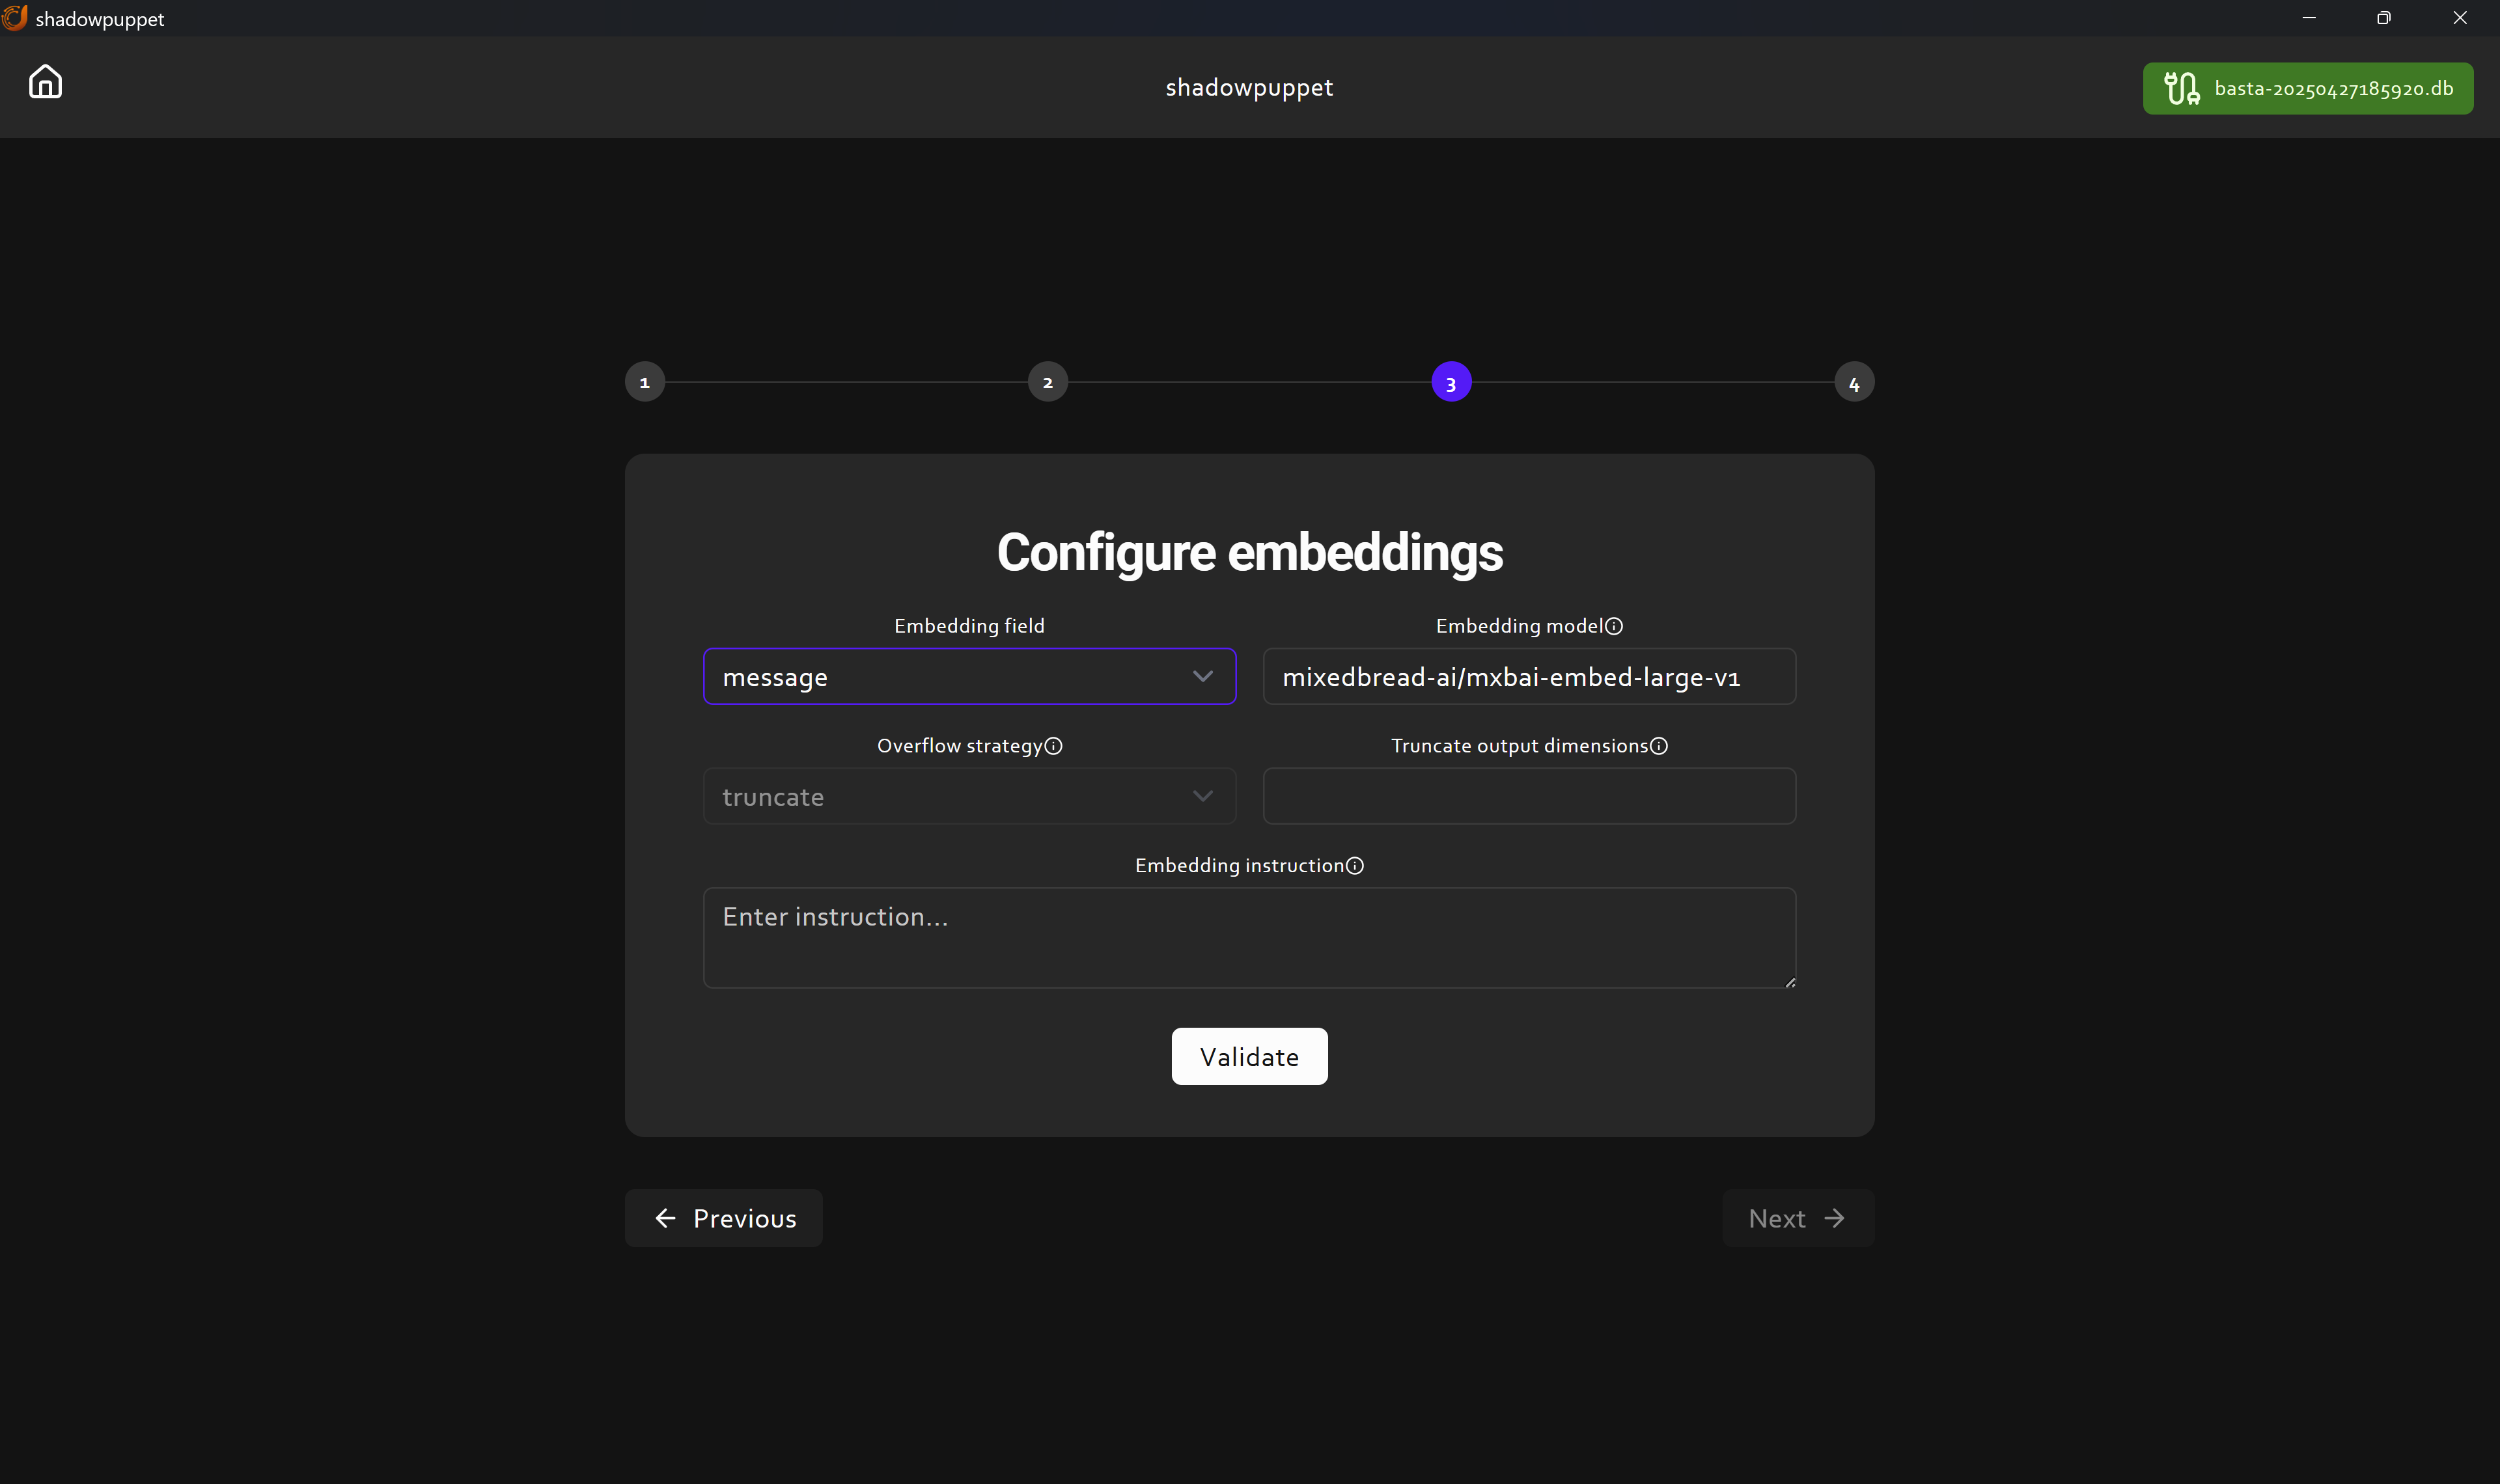 shadowpuppet
shadowpuppet
basta-20250427185920.db
1
2
3
4
Configure embeddings
Embedding field
Embedding model
message
mixedbread-ai/mxbai-embed-large-v1
Overflow strategy
Truncate output dimensions
truncate
Embedding instruction
Enter instruction...
Validate
Previous
Next